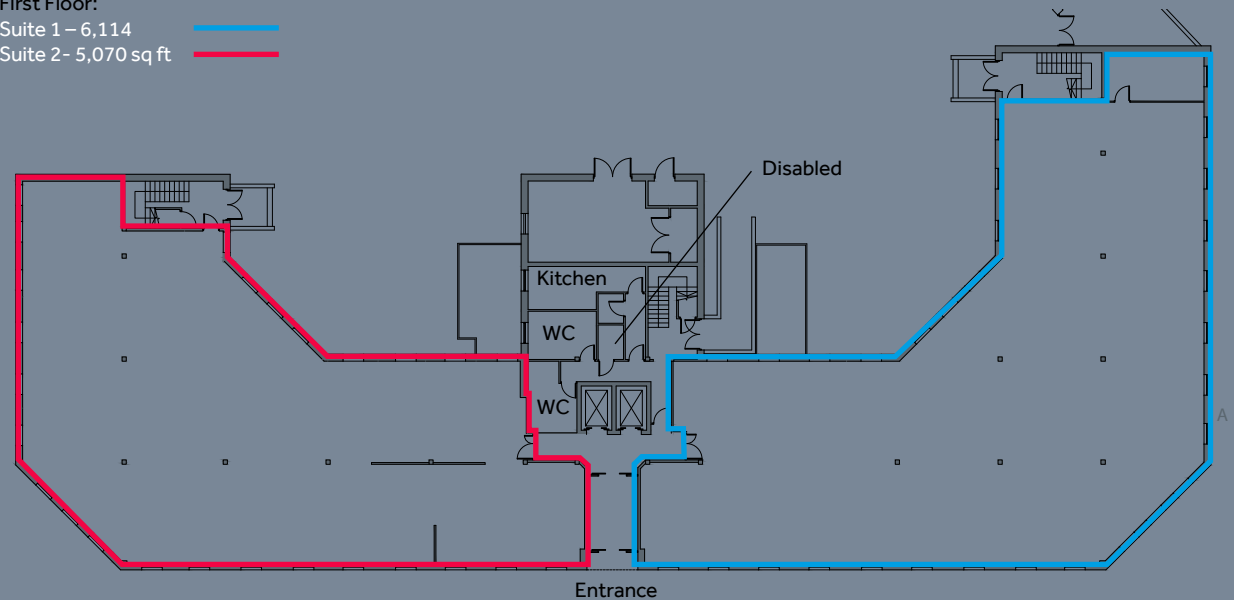 First Floor:
Suite 1 – 6,114
Suite 2- 5,070 sq ft
Disabled
Kitchen
WC
WC
A
Entrance